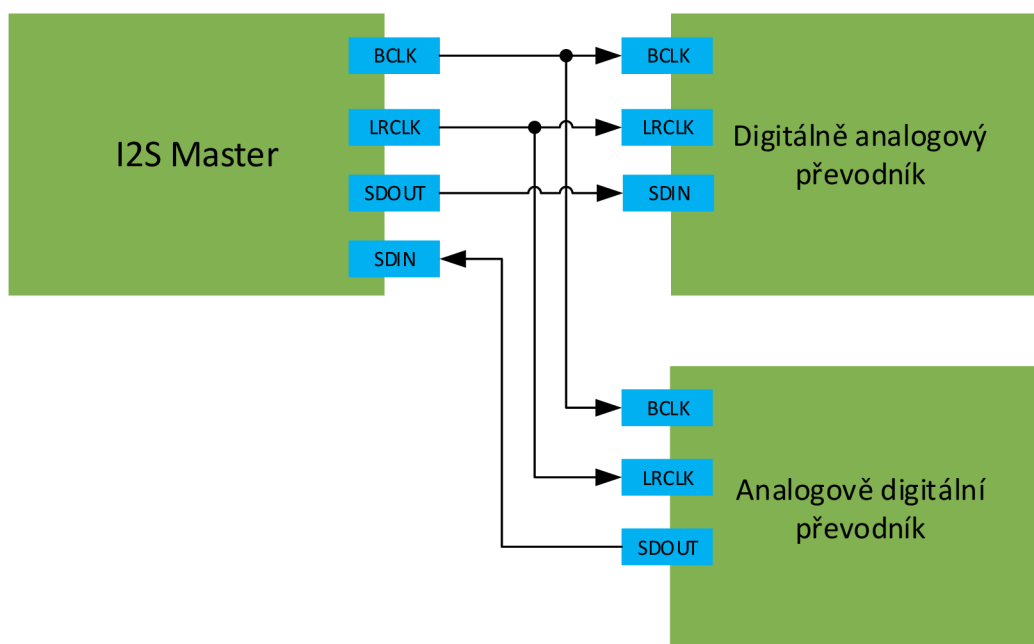 I2S Master
BCLK
LRCLK
SDOUT
SDIN
BCLK
LRCLK
SDIN
Digitálně analogový
převodník
BCLK
LRCLK
SDOUT
Analogově digitální
převodník